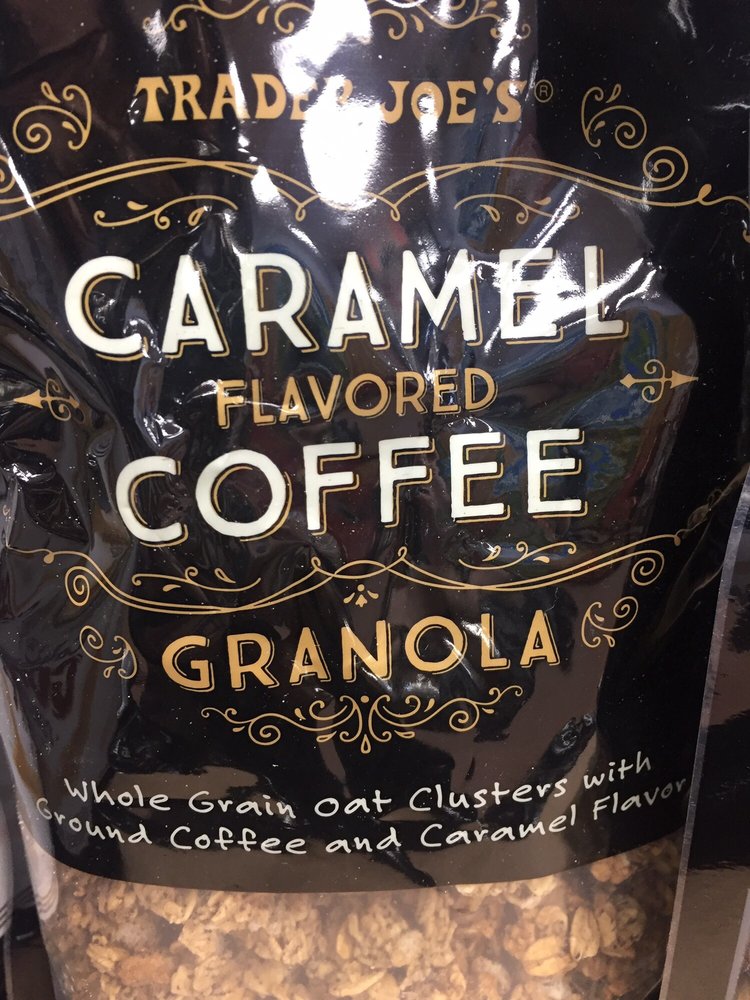 TRADER JOE'S®
CARAMEL
FLAVORED
COFFEE
GRANOLA
Whole Grain Oat Clusters with
Ground Coffee and Caramel Flavor